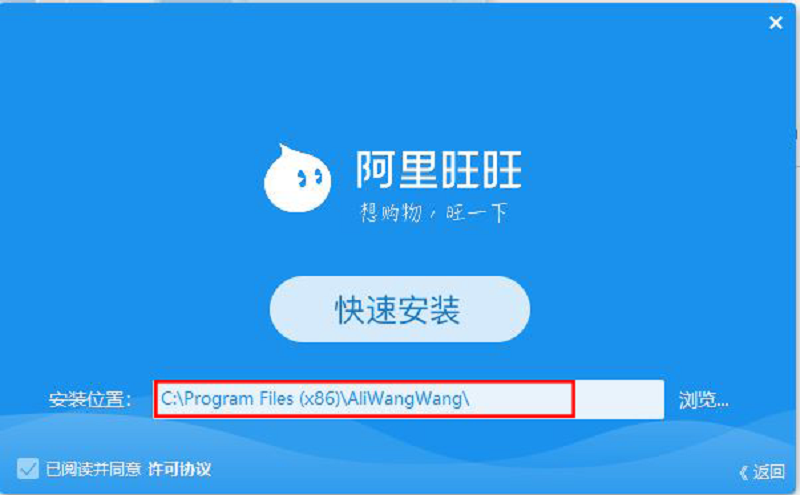 阿里旺旺
想购物，旺一下
快速安装
安装位置： C:\Program Files (x86)\AliWangWang\ 浏览...
已阅读并同意 许可协议
《 返回